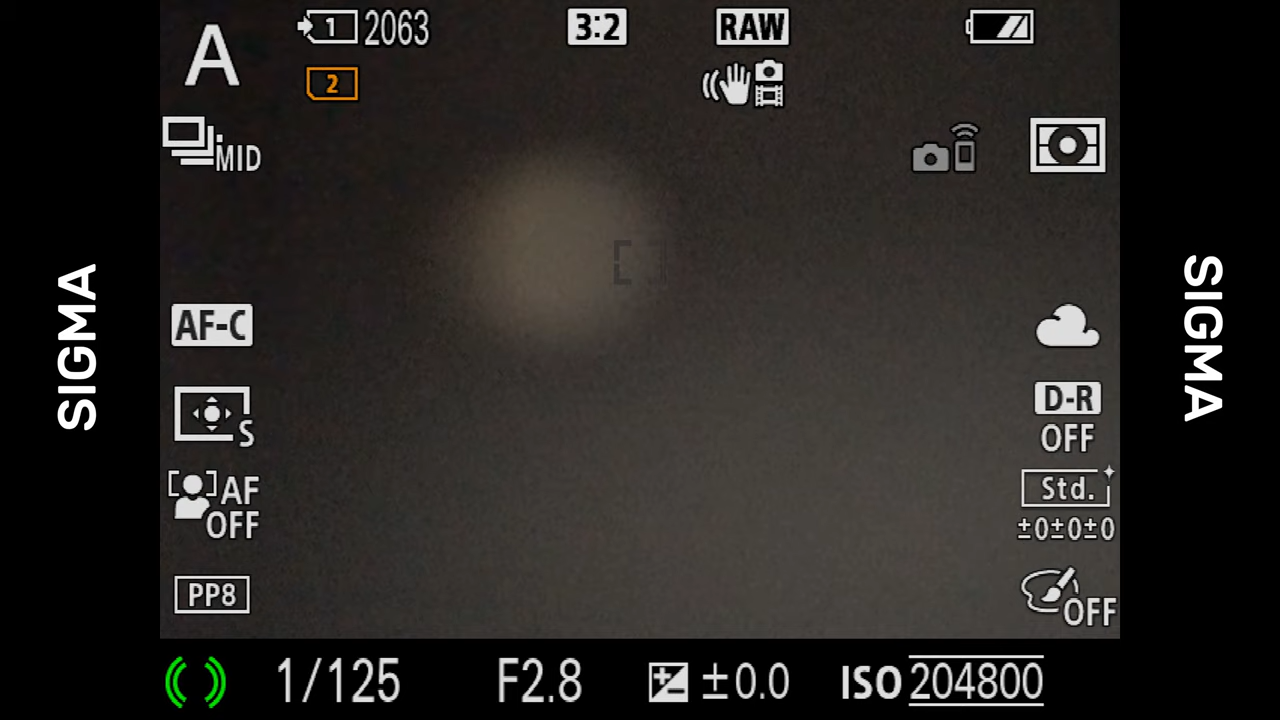 A
1 2063
3:2
RAW
2
MID
SIGMA
SIGMA
AF-C
D-R
OFF
S
Std.
AF
OFF
±0±0±0
PP8
OFF
1/125
F2.8
±0.0
ISO 204800